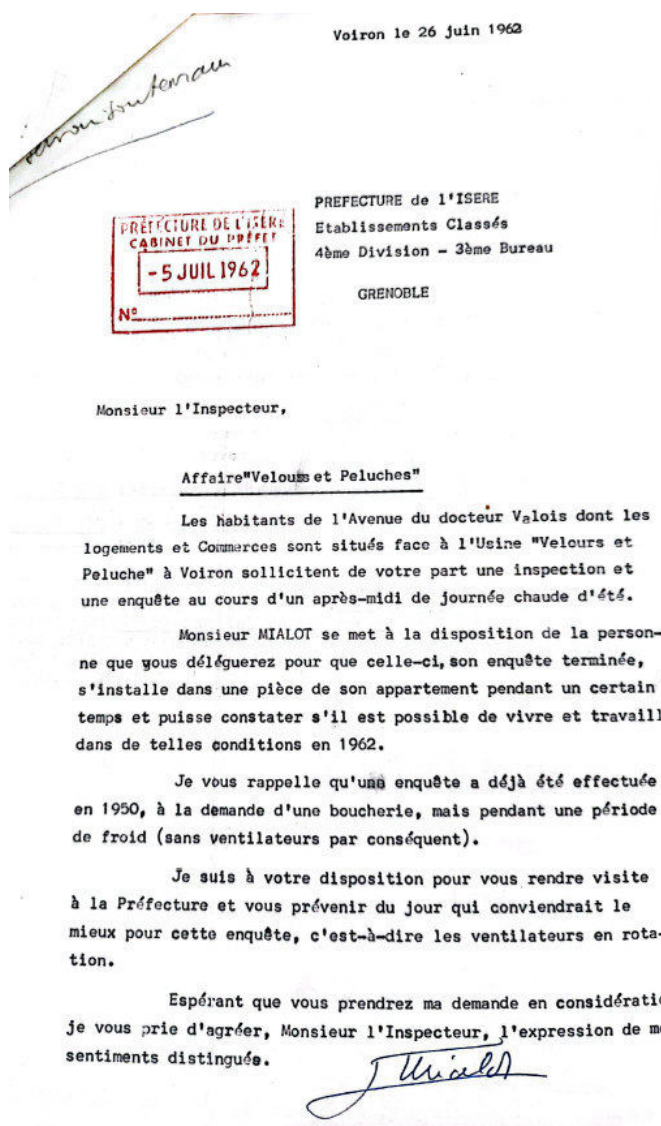 Voiron le 26 juin 1962
PREFECTURE de l'ISERE
Etablissements Classés
4ème Division - 3ème Bureau
GRENOBLE
PRÉFECTURE DE L'ISÈRE
CABINET DU PRÉFET
-5 JUIL 1962
N°
Monsieur l'Inspecteur,
Affaire"Velours et Peluches"
Les habitants de l'Avenue du docteur Valois dont les
logements et Commerces sont situés face à l'Usine "Velours et
Peluche" à Voiron sollicitent de votre part une inspection et
une enquête au cours d'un après-midi de journée chaude d'été.
Monsieur MIALOT se met à la disposition de la person-
ne que vous déléguerez pour que celle-ci, son enquête terminée,
s'installe dans une pièce de son appartement pendant un certain
temps et puisse constater s'il est possible de vivre et travaill
dans de telles conditions en 1962.
Je vous rappelle qu'une enquête a déjà été effectuée
en 1950, à la demande d'une boucherie, mais pendant une période
de froid (sans ventilateurs par conséquent).
Je suis à votre disposition pour vous rendre visite
à la Préfecture et vous prévenir du jour qui conviendrait le
mieux pour cette enquête, c'est-à-dire les ventilateurs en rota-
tion.
Espérant que vous prendrez ma demande en considératio
je vous prie d'agréer, Monsieur l'Inspecteur, l'expression de me
sentiments distingués.
Mialot